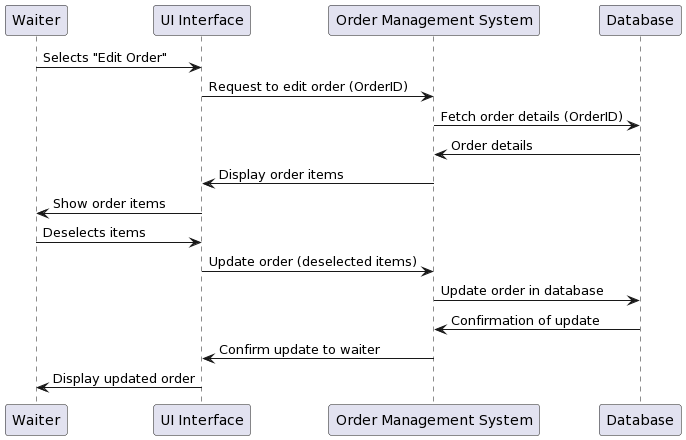 Waiter UI Interface Order Management System Database
Selects "Edit Order"
Request to edit order (OrderID)
Fetch order details (OrderID)
Order details
Display order items
Show order items
Deselects items
Update order (deselected items)
Update order in database
Confirmation of update
Confirm update to waiter
Display updated order
Waiter UI Interface Order Management System Database